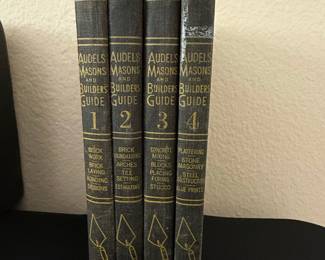 AUDELS
MASONS
AND
BUILDERS
GUIDE
1
BRICK
WORK
BRICK
LAYING
BONDING
DESIGNS
AUDELS
MASONS
AND
BUILDERS
GUIDE
2
BRICK
FOUNDATIONS
ARCHES
TILE
SETTING
ESTIMATING
AUDELS
MASONS
AND
BUILDERS
GUIDE
3
CONCRETE
MIXING
BLOCKS
PLACING
FORMS
STUCCO
AUDELS
MASONS
AND
BUILDERS
GUIDE
4
PLASTERING
STONE
MASONRY
STEEL
CONSTRUCTION
BLUE PRINTS